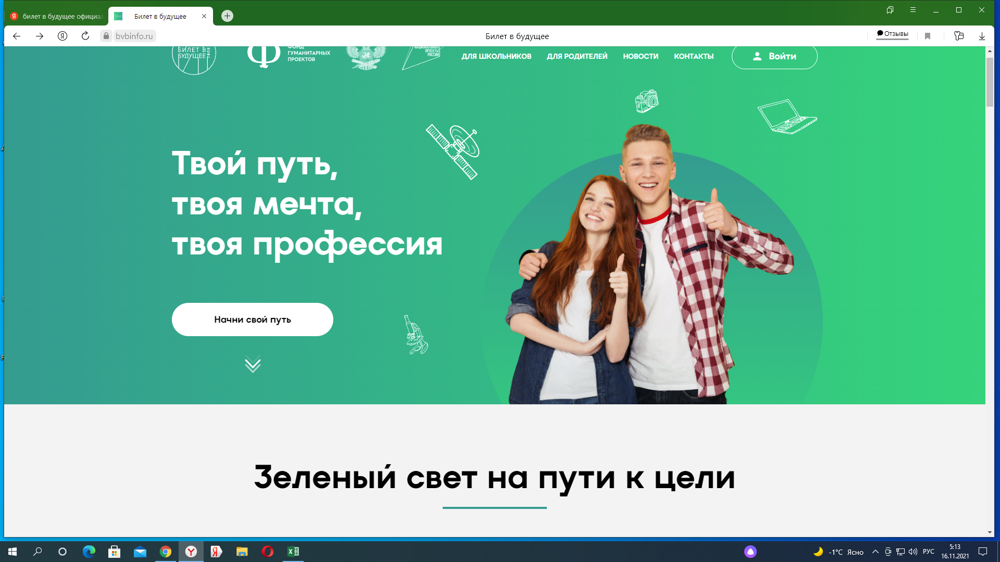 билет в будущее официал
Билет в будущее
bvbinfo.ru
Билет в будущее
Отзывы
БИЛЕТ В
БУДУЩЕЕ
ТВОЕ
ФОНД
ГУМАНИТАРНЫХ
ПРОЕКТОВ
НАЦИОНАЛЬНЫЕ
ПРОЕКТЫ
РОССИИ
ДЛЯ ШКОЛЬНИКОВ
ДЛЯ РОДИТЕЛЕЙ
НОВОСТИ
КОНТАКТЫ
Войти
Твой путь,
твоя мечта,
твоя профессия
Начни свой путь
Зеленый свет на пути к цели
-1°C Ясно
РУС
5:13
16.11.2021